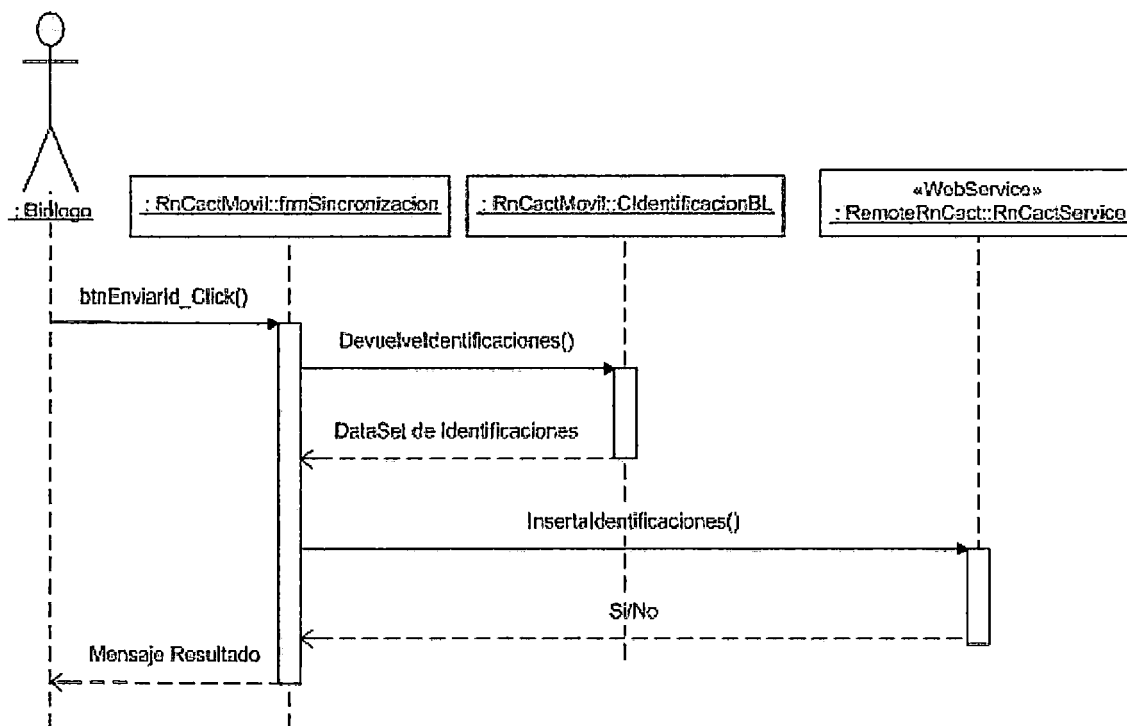 : Biólogo
: RnCactMovil::frmSincronizacion
: RnCactMovil::CIdentificacionBL
«WebService»
: RemoteRnCact::RnCactService
btnEnviarId_Click()
DevuelveIdentificaciones()
DataSet de Identificaciones
InsertaIdentificaciones()
Si/No
Mensaje Resultado